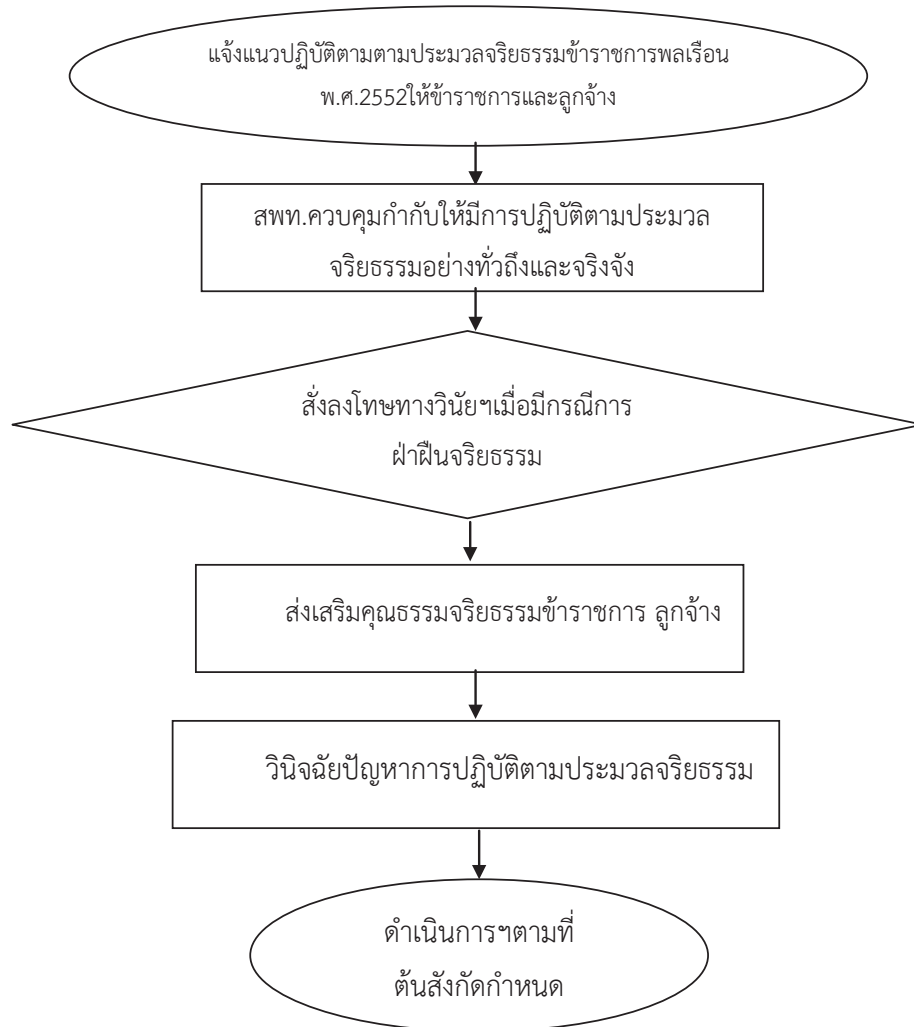 แจ้งแนวปฏิบัติตามตามประมวลจริยธรรมข้าราชการพลเรือน
พ.ศ.2552ให้ข้าราชการและลูกจ้าง
สพท.ควบคุมกำกับให้มีการปฏิบัติตามประมวล
จริยธรรมอย่างทั่วถึงและจริงจัง
สั่งลงโทษทางวินัยฯเมื่อมีกรณีการ
ฝ่าฝืนจริยธรรม
ส่งเสริมคุณธรรมจริยธรรมข้าราชการ ลูกจ้าง
วินิจฉัยปัญหาการปฏิบัติตามประมวลจริยธรรม
ดำเนินการฯตามที่
ต้นสังกัดกำหนด